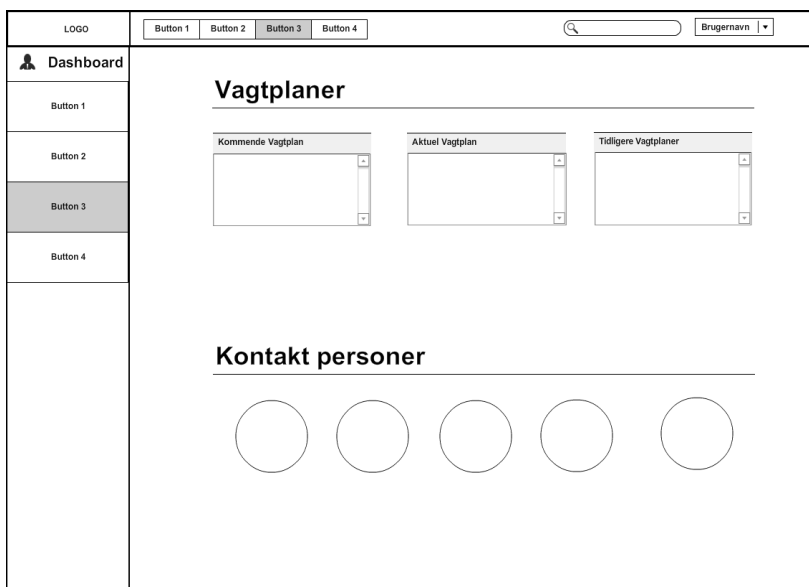 LOGO
Button 1 Button 2 Button 3 Button 4
Brugernavn
Dashboard
Button 1
Button 2
Button 3
Button 4
Vagtplaner
Kommende Vagtplan
Aktuel Vagtplan
Tidligere Vagtplaner
Kontakt personer